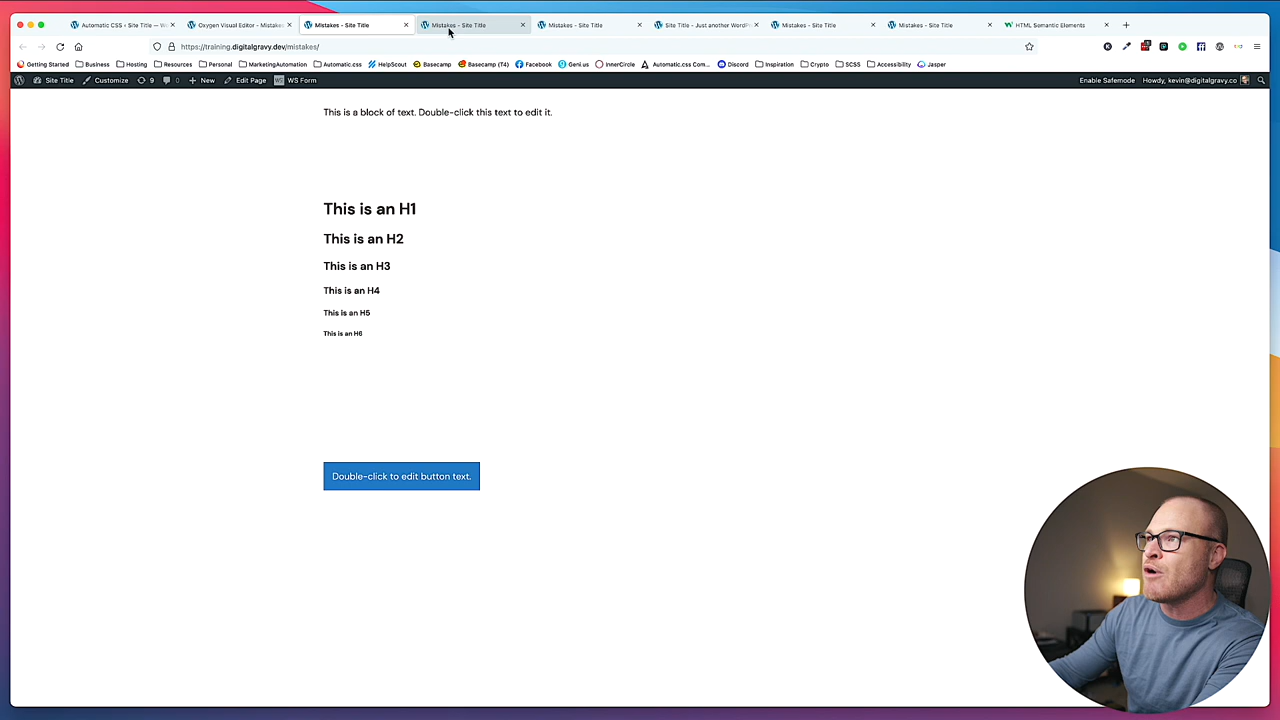 Automatic CSS ‹ Site Title — W
Oxygen Visual Editor - Mistakes
Mistakes - Site Title
Mistakes - Site Title
Mistakes - Site Title
Site Title - Just another WordPr
Mistakes - Site Title
Mistakes - Site Title
HTML Semantic Elements
https://training.digitalgravy.dev/mistakes/
Getting Started
Business
Hosting
Resources
Personal
MarketingAutomation
Automatic.css
HelpScout
Basecamp
Basecamp (T4)
Facebook
Geni.us
InnerCircle
Automatic.css Com...
Discord
Inspiration
Crypto
SCSS
Accessibility
Jasper
Site Title
Customize
9
0
New
Edit Page
WS Form
Enable Safemode
Howdy, kevin@digitalgravy.co
This is a block of text. Double-click this text to edit it.
This is an H1
This is an H2
This is an H3
This is an H4
This is an H5
This is an H6
Double-click to edit button text.